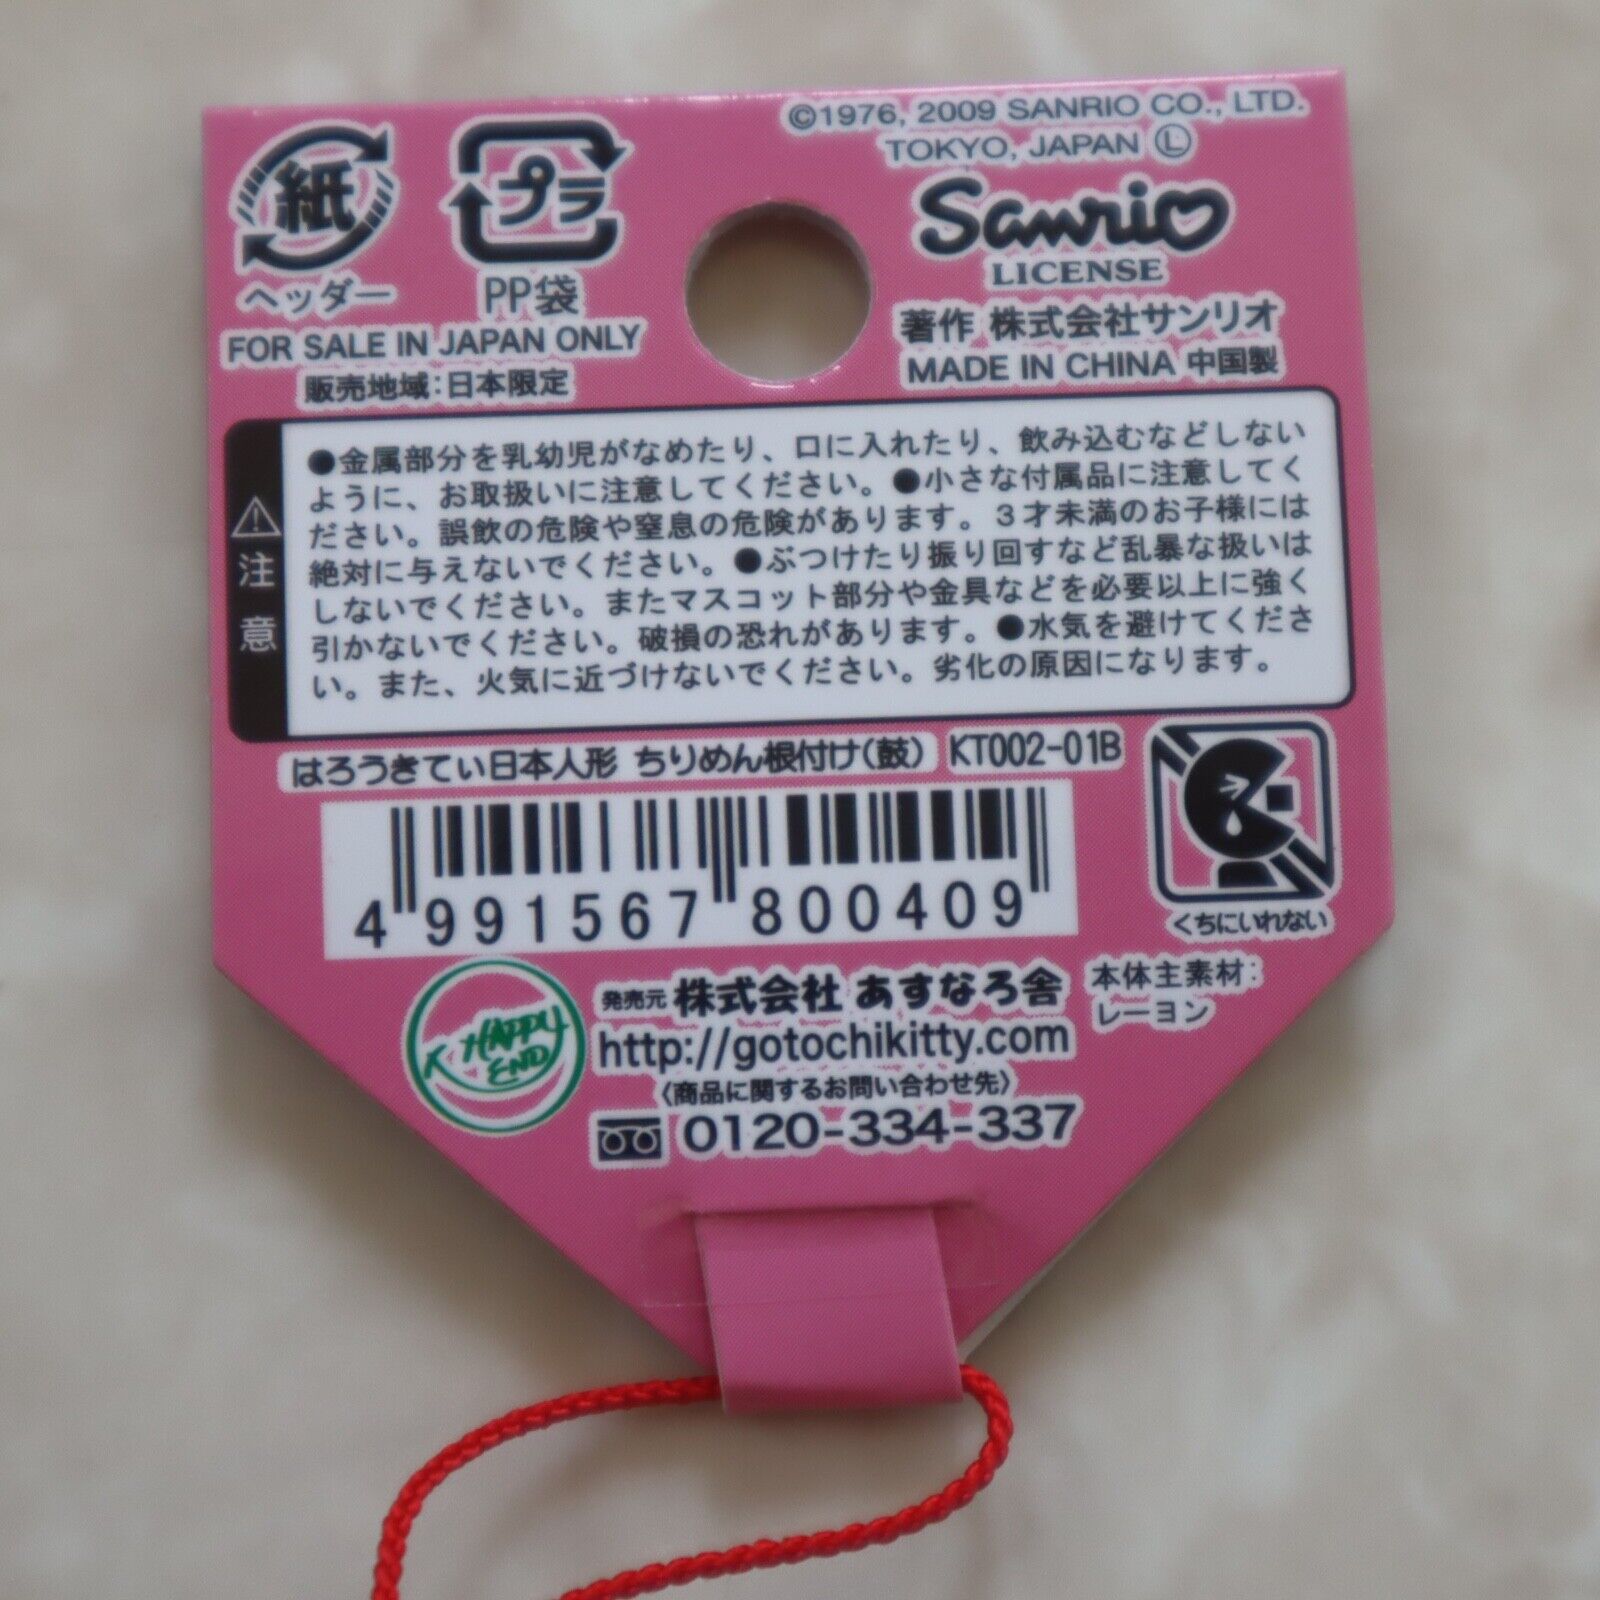 ©1976, 2009 SANRIO CO., LTD.
TOKYO, JAPAN Ⓛ
紙
プラ
Sanrio
LICENSE
ヘッダー
PP袋
FOR SALE IN JAPAN ONLY
販売地域:日本限定
著作 株式会社サンリオ
MADE IN CHINA 中国製
注意
●金属部分を乳幼児がなめたり、口に入れたり、飲み込むなどしない
ように、お取扱いに注意してください。●小さな付属品に注意してく
ださい。誤飲の危険や窒息の危険があります。3才未満のお子様には
絶対に与えないでください。●ぶつけたり振り回すなど乱暴な扱いは
しないでください。またマスコット部分や金具などを必要以上に強く
引かないでください。破損の恐れがあります。●水気を避けてくださ
い。また、火気に近づけないでください。劣化の原因になります。
はろうきてぃ日本人形 ちりめん根付け(鼓) KT002-01B
4 991567 800409
くちにいれない
K HAPPY
END
発売元 株式会社 あすなろ舎
http://gotochikitty.com
〈商品に関するお問い合わせ先〉
0120-334-337
本体主素材:
レーヨン